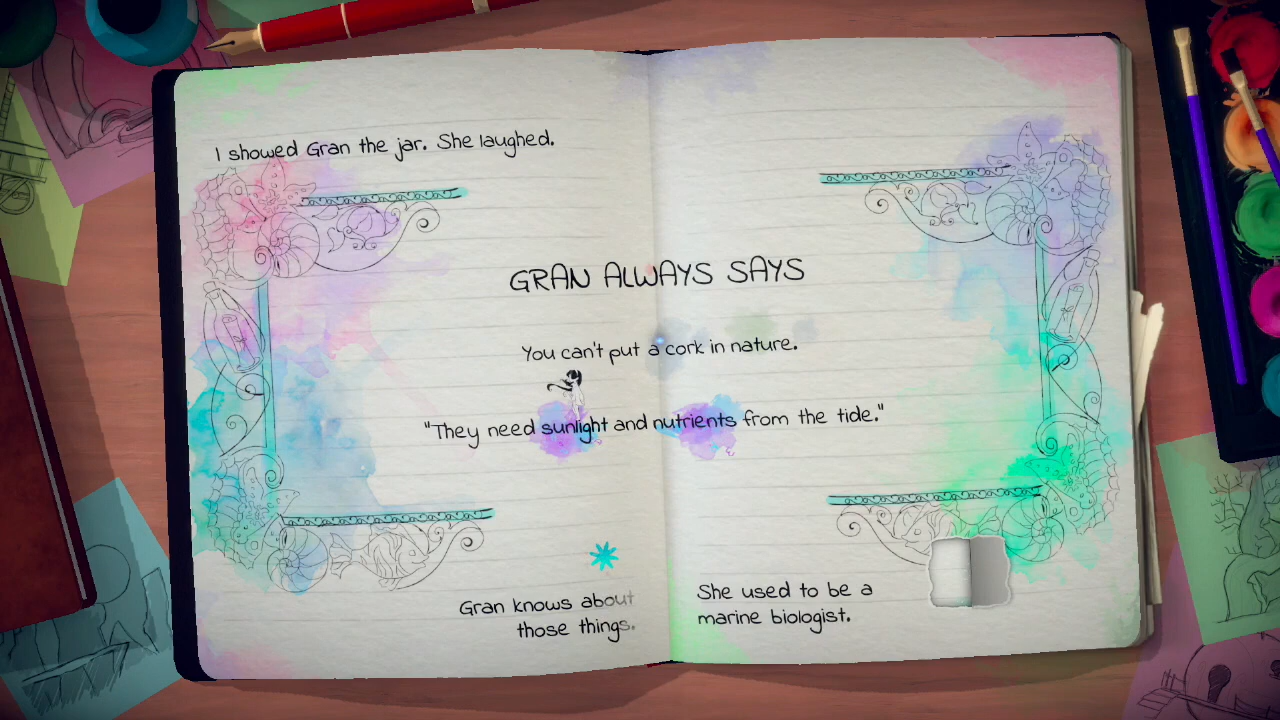 I showed Gran the jar. She laughed.
GRAN ALWAYS SAYS
You can't put a cork in nature.
"They need sunlight and nutrients from the tide."
Gran knows about
those things.
She used to be a
marine biologist.